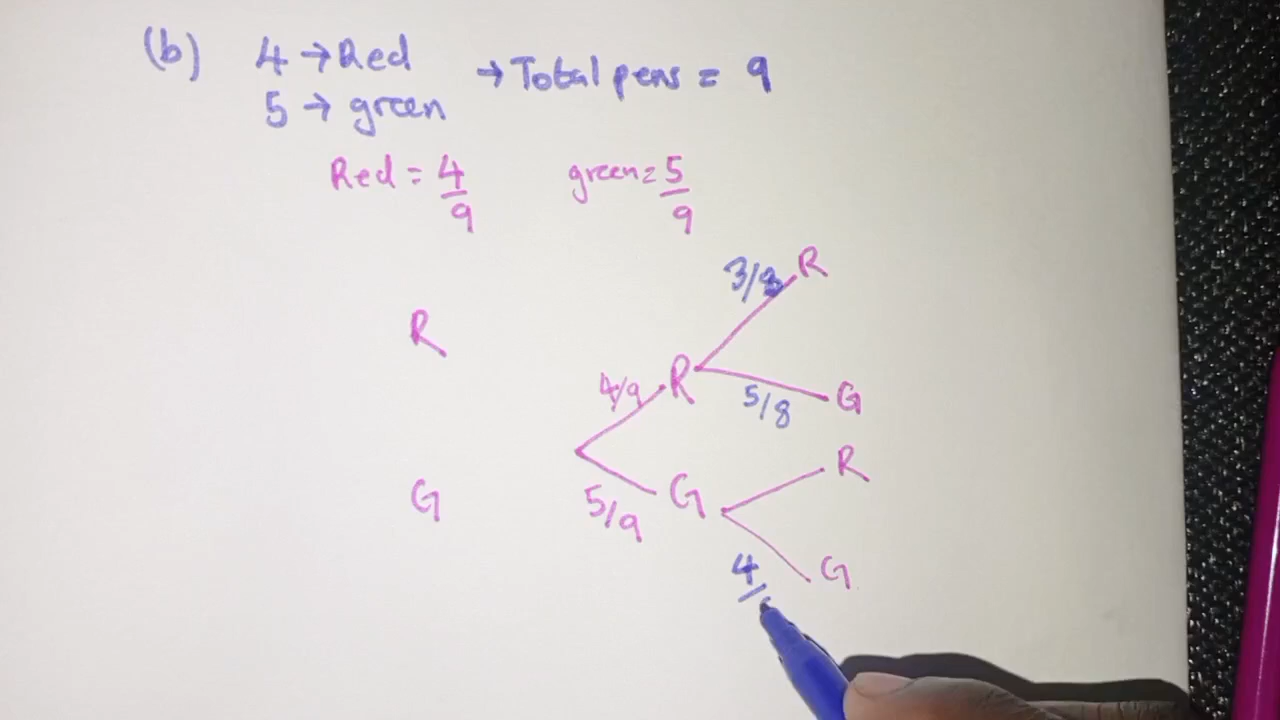 (b) 4 → Red → Total pens = 9
5 → green
Red = 4/9 green = 5/9
3/8 R
R
4/9 R
5/8 G
R
G 5/9 G
4/ G